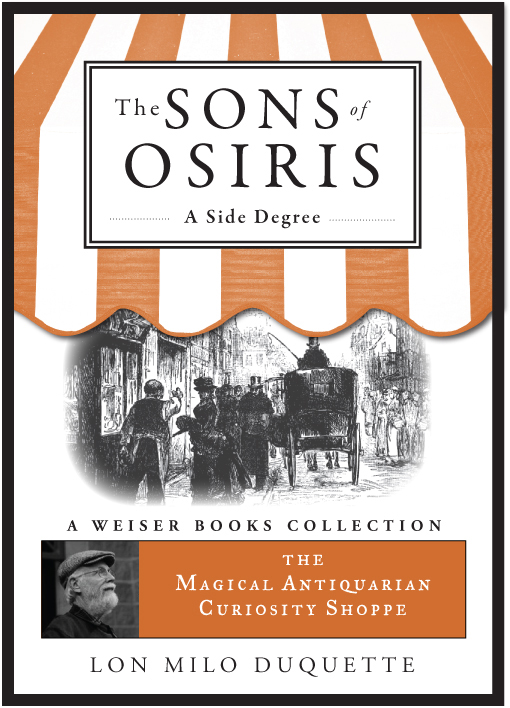 The SONS of
OSIRIS
A Side Degree
A WEISER BOOKS COLLECTION
THE
MAGICAL ANTIQUARIAN
CURIOSITY SHOPPE
LON MILO DUQUETTE